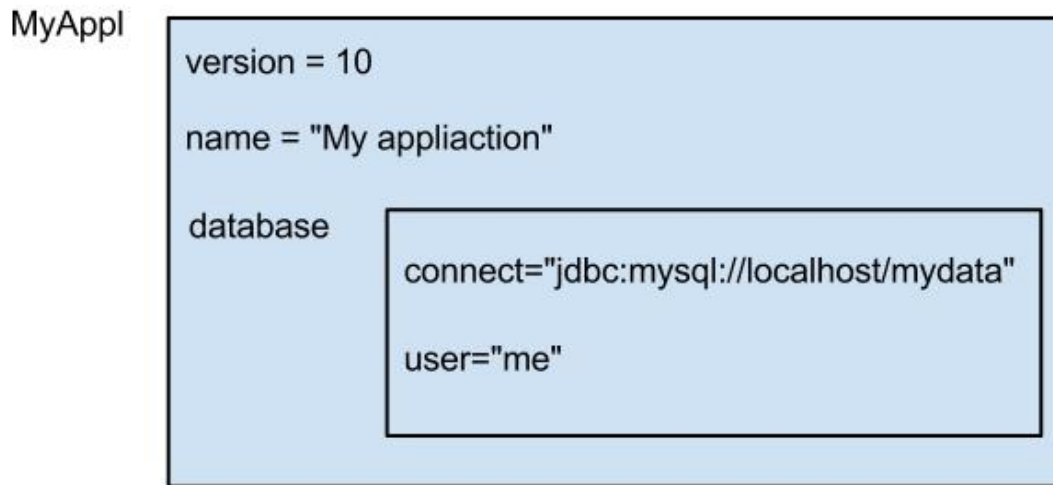 MyAppl
version = 10
name = "My appliaction"
database
connect="jdbc:mysql://localhost/mydata"
user="me"